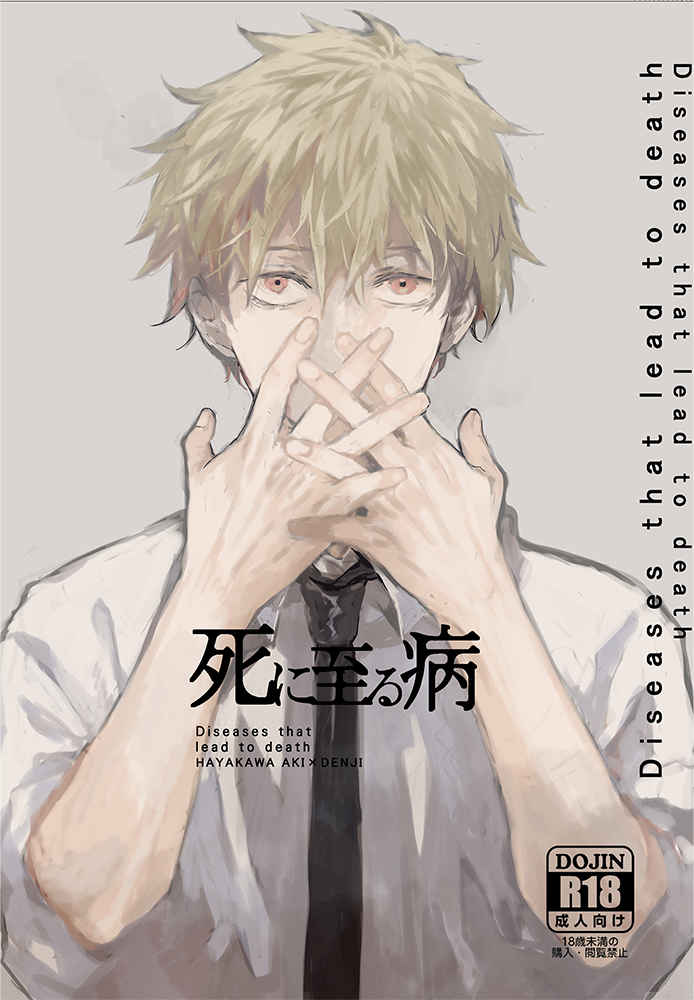 Diseases that lead to death
Diseases that lead to death
死に至る病
Diseases that
lead to death
HAYAKAWA AKI×DENJI
DOJIN
R18
成人向け
18歳未満の
購入・閲覧禁止